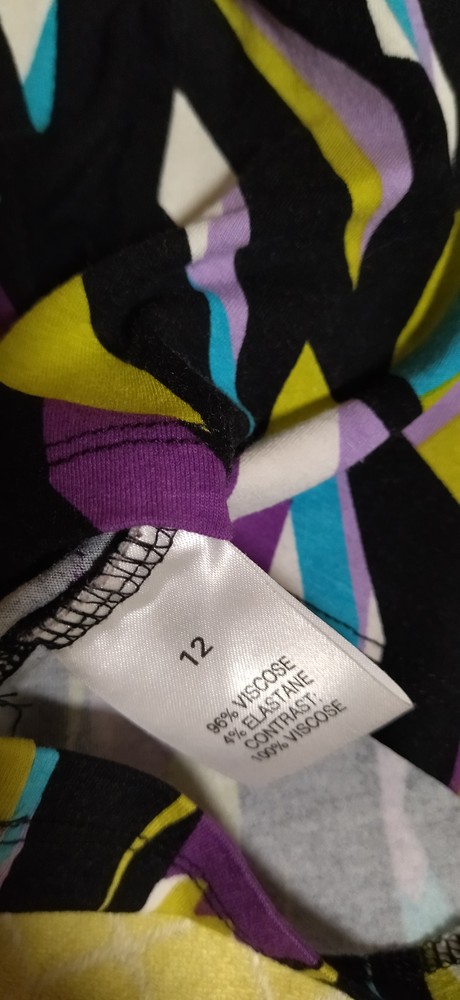 12
96% VISCOSE
4% ELASTANE
CONTRAST:
100% VISCOSE